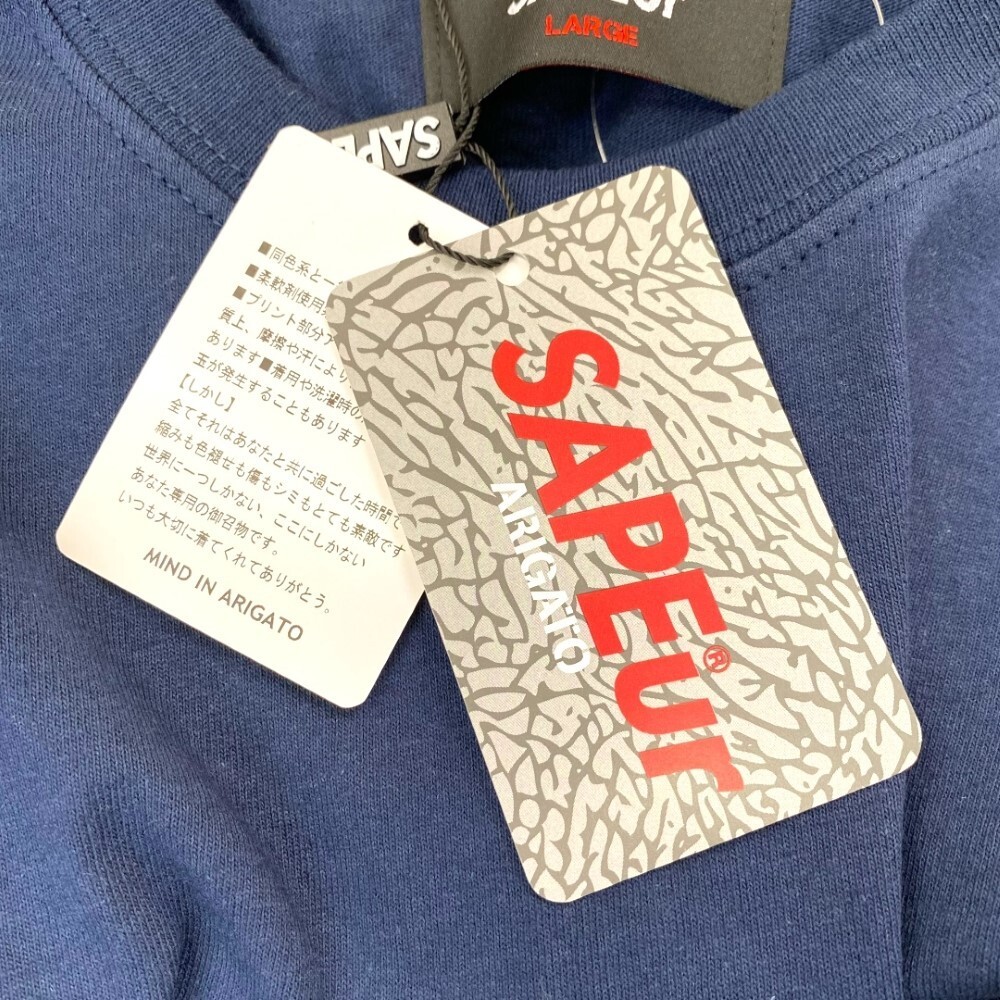 LARGE
SAPE
■同色系と一
■柔軟剤使用
■プリント部分
質上、摩擦や汗により
あります■着用や洗濯時の
玉が発生することもあります
【しかし】
全てそれはあなたと共に過ごした時間で
縮みも色褪せも傷もシミもとても素敵です
世界に一つしかない、ここにしかない
あなた専用の御召物です。
いつも大切に着てくれてありがとう。
MIND IN ARIGATO
SAPEur®
ARIGATO